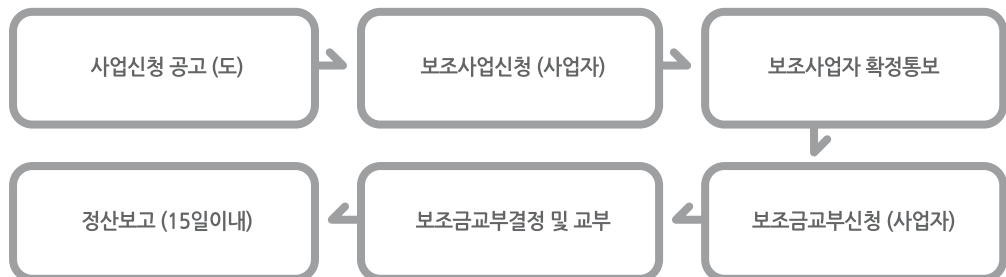 사업신청 공고 (도)
보조사업신청 (사업자)
보조사업자 확정통보
보조금교부신청 (사업자)
보조금교부결정 및 교부
정산보고 (15일이내)